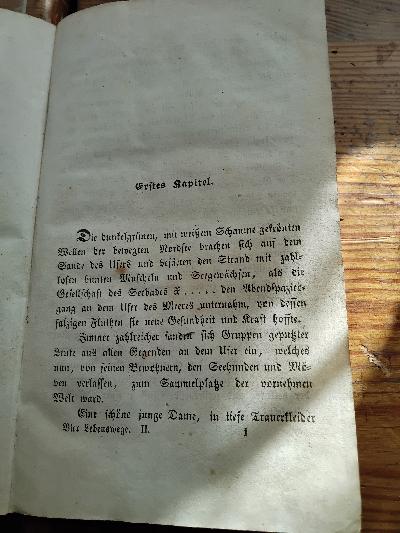 Erstes Kapitel.
Die dunkelgrünen, mit weißem Schaume gekrönten
Wellen der bewegten Nordsee brachen sich auf dem
Sande des Ufers und besäeten den Strand mit zahl-
losen bunten Muscheln und Seegewächsen, als die
Gesellschaft des Seebades X..... den Abendspazier-
gang an dem Ufer des Meeres unternahm, von dessen
salzigen Fluthen sie neue Gesundheit und Kraft hoffte.
Immer zahlreicher fanden sich Gruppen geputzter
Leute aus allen Gegenden an dem Ufer ein, welches
nun, von seinen Bewohnern, den Seehunden und Mö-
ven verlassen, zum Sammelplatze der vornehmen
Welt ward.
Eine schöne junge Dame, in tiefe Trauerkleider
Vier Lebenswege. II. 1